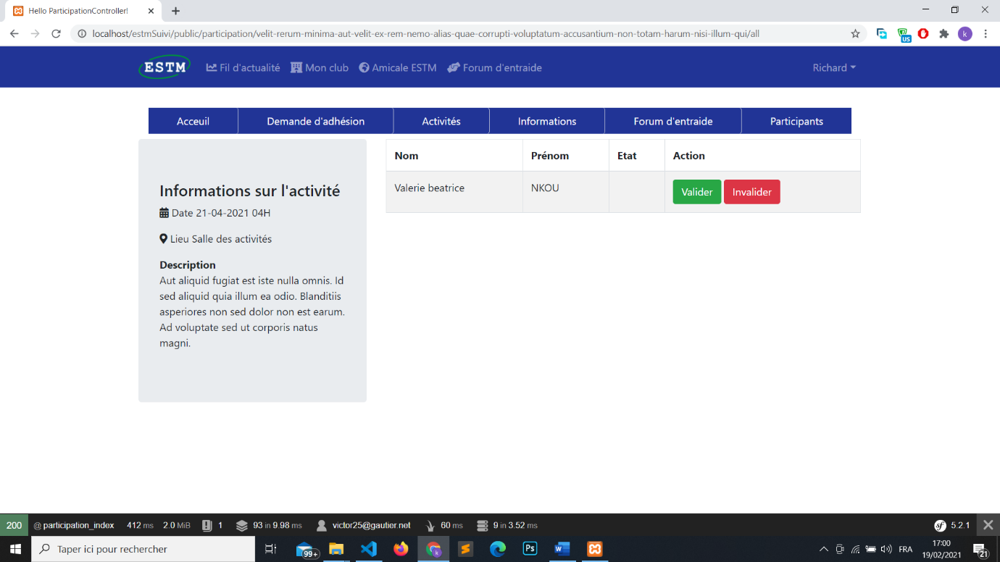 Hello ParticipationController!
localhost/estmSuivi/public/participation/velit-rerum-minima-aut-velit-ex-rem-nemo-alias-quae-corrupti-voluptatum-accusantium-non-totam-harum-nisi-illum-qui/all
US
k
ESTM Fil d'actualité Mon club Amicale ESTM Forum d'entraide Richard
Acceuil Demande d'adhésion Activités Informations Forum d'entraide Participants
Nom Prénom Etat Action
Valerie beatrice NKOU Valider Invalider
Informations sur l'activité
Date 21-04-2021 04H
Lieu Salle des activités
Description
Aut aliquid fugiat est iste nulla omnis. Id
sed aliquid quia illum ea odio. Blanditiis
asperiores non sed dolor non est earum.
Ad voluptate sed ut corporis natus
magni.
200 @ participation_index 412 ms 2.0 MiB 1 93 in 9.98 ms victor25@gautier.net 60 ms 9 in 3.52 ms sf 5.2.1
Taper ici pour rechercher
99+
k
Ps
W
FRA
17:00
19/02/2021
21